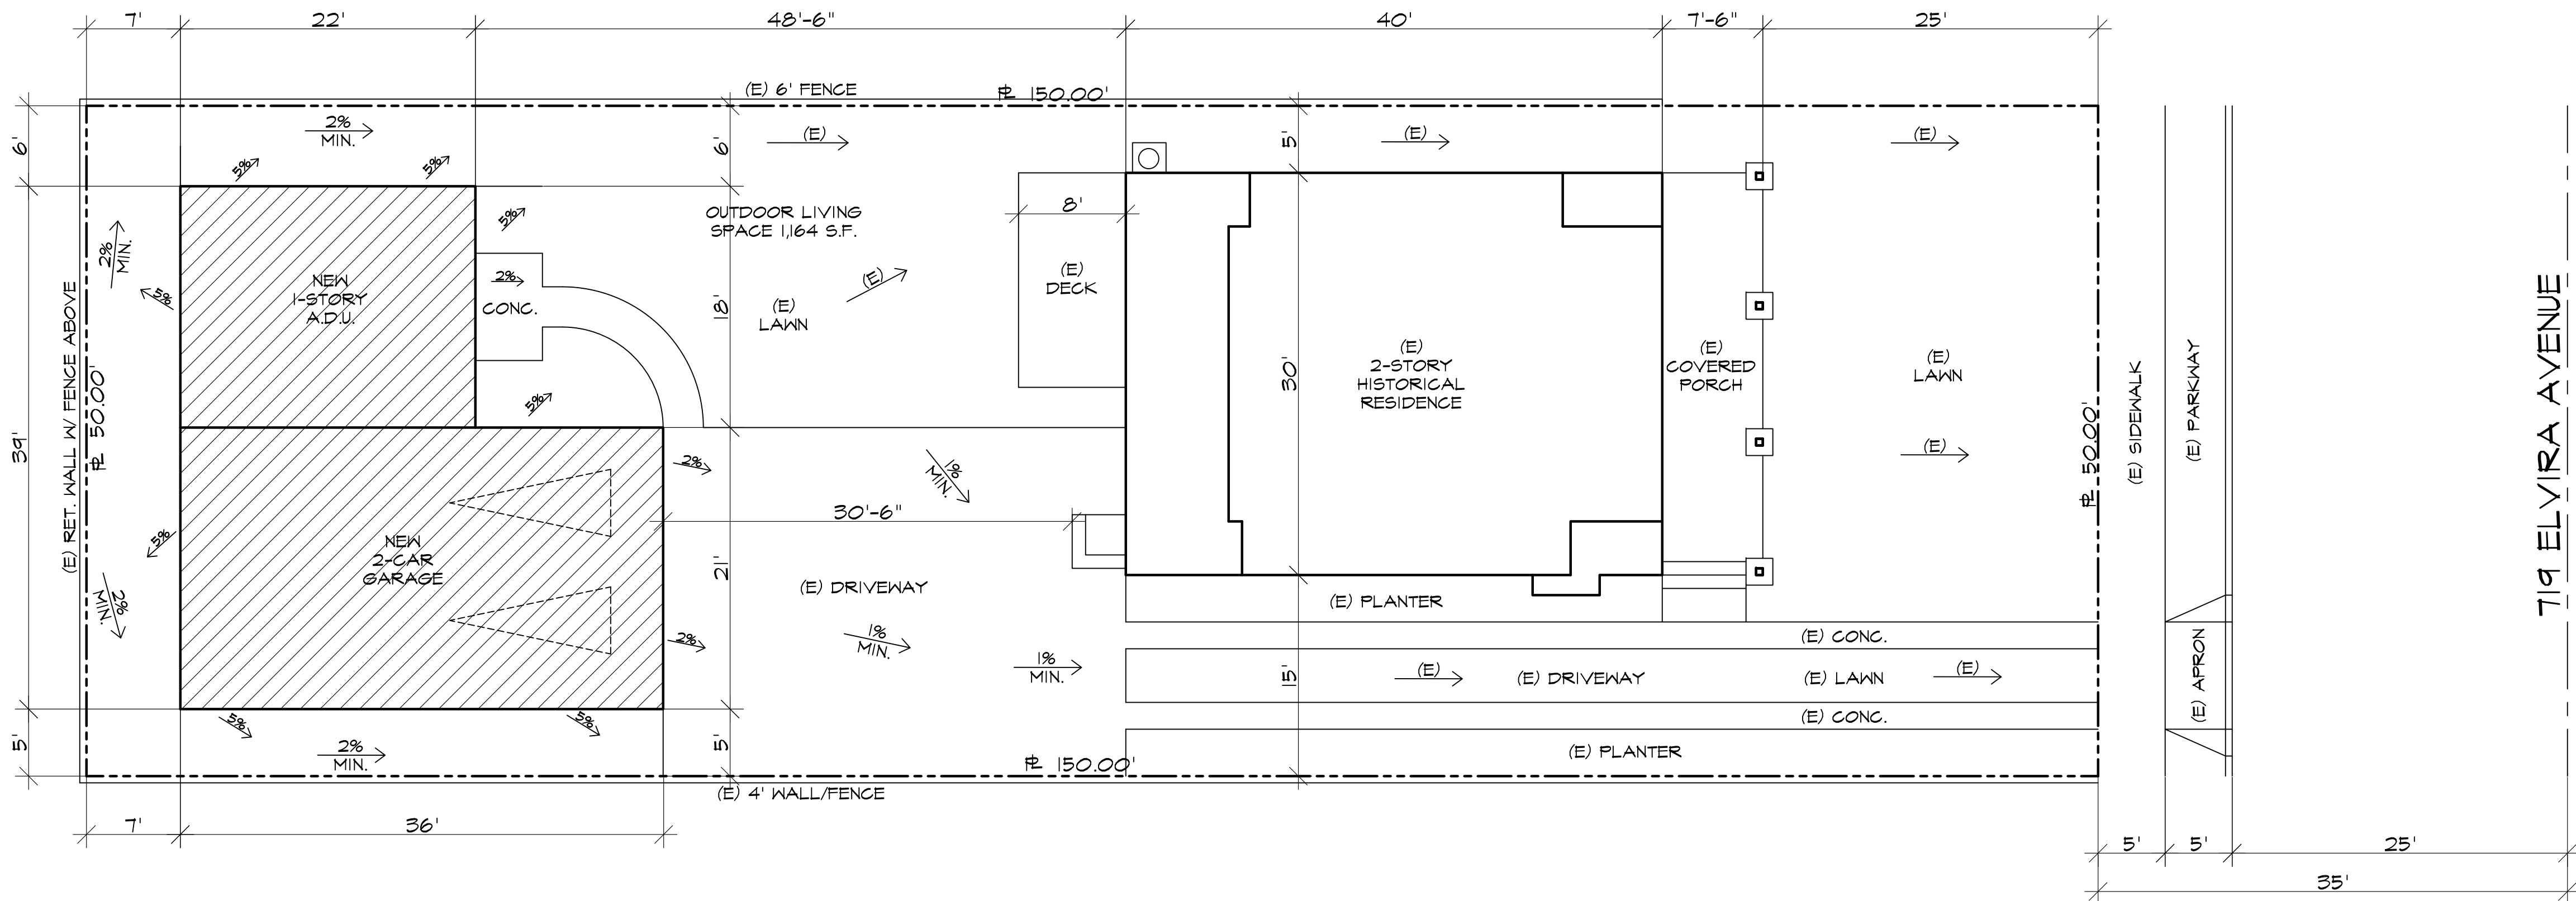 7' 22' 48'-6" 40' 7'-6" 25'
(E) 6' FENCE
℄ 150.00'
6'
2%
MIN.
(E)
6'
5'
(E)
(E)
5%
5%
5%
OUTDOOR LIVING
SPACE 1,164 S.F.
8'
2%
MIN.
5%
NEW
1-STORY
A.D.U.
2%
CONC.
18'
(E)
(E)
LAWN
(E)
DECK
(E)
2-STORY
HISTORICAL
RESIDENCE
30'
(E)
COVERED
PORCH
(E)
LAWN
(E)
(E) RET. WALL W/ FENCE ABOVE
50.00'
39'
5%
2%
1%
MIN.
30'-6"
50.00'
(E) SIDEWALK
(E) PARKWAY
719 ELVIRA AVENUE
5%
NEW
2-CAR
GARAGE
21'
(E) DRIVEWAY
2%
MIN.
2%
1%
MIN.
1%
MIN.
(E) PLANTER
(E) CONC.
15'
(E)
(E) DRIVEWAY
(E) LAWN
(E)
(E) CONC.
(E) APRON
5'
5%
5%
2%
MIN.
5'
150.00'
(E) PLANTER
(E) 4' WALL/FENCE
7' 36'
5' 5' 25'
35'